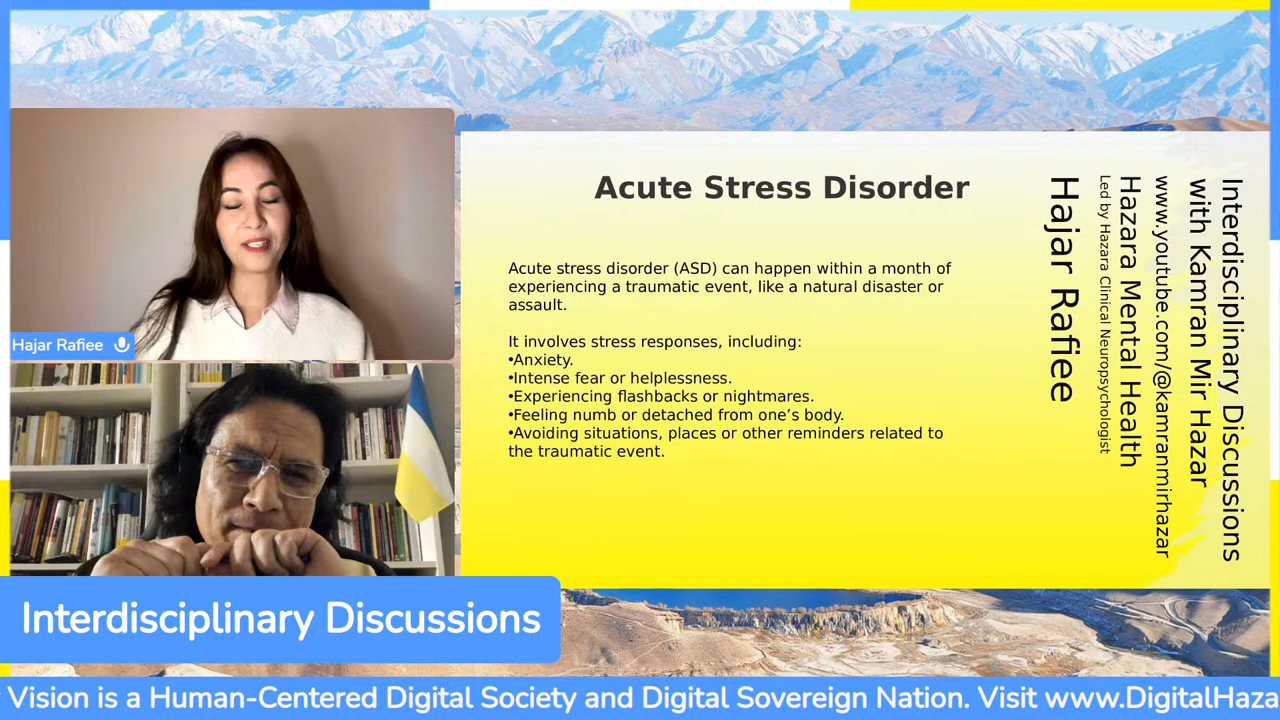 Acute Stress Disorder
Acute stress disorder (ASD) can happen within a month of
experiencing a traumatic event, like a natural disaster or
assault.
It involves stress responses, including:
•Anxiety.
•Intense fear or helplessness.
•Experiencing flashbacks or nightmares.
•Feeling numb or detached from one’s body.
•Avoiding situations, places or other reminders related to
the traumatic event.
Interdisciplinary Discussions
with Kamran Mir Hazar
www.youtube.com/@kamranmirhazar
Hazara Mental Health
Led by Hazara Clinical Neuropsychologist
Hajar Rafiee
Hajar Rafiee
Interdisciplinary Discussions
Vision is a Human-Centered Digital Society and Digital Sovereign Nation. Visit www.DigitalHaza